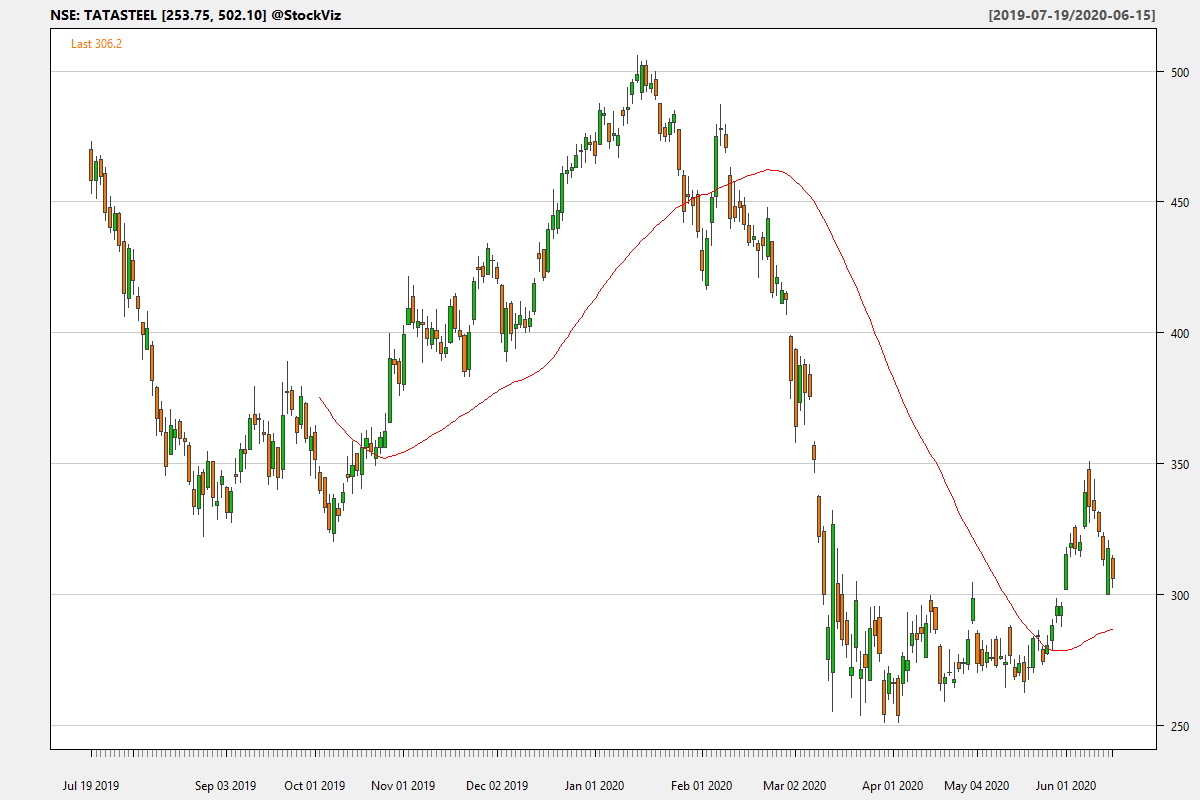 NSE: TATASTEEL [253.75, 502.10] @StockViz
[2019-07-19/2020-06-15]
Last 306.2
500
450
400
350
300
250
Jul 19 2019
Sep 03 2019
Oct 01 2019
Nov 01 2019
Dec 02 2019
Jan 01 2020
Feb 01 2020
Mar 02 2020
Apr 01 2020
May 04 2020
Jun 01 2020